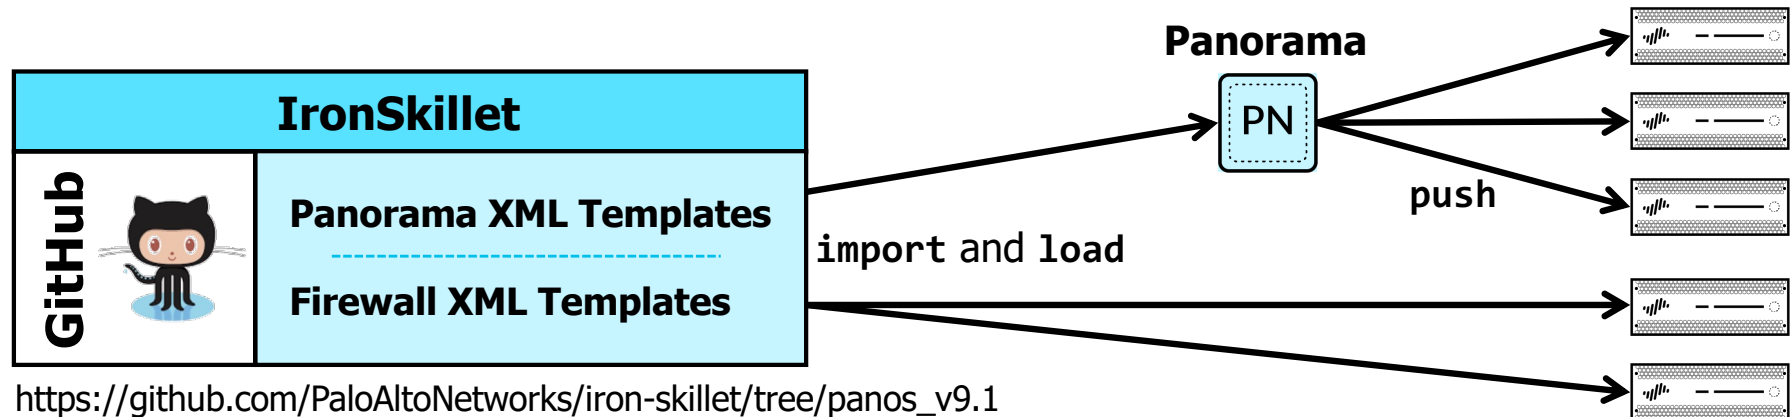 Panorama
IronSkillet
PN
GitHub
Panorama XML Templates
push
import and load
Firewall XML Templates
https://github.com/PaloAltoNetworks/iron-skillet/tree/panos_v9.1